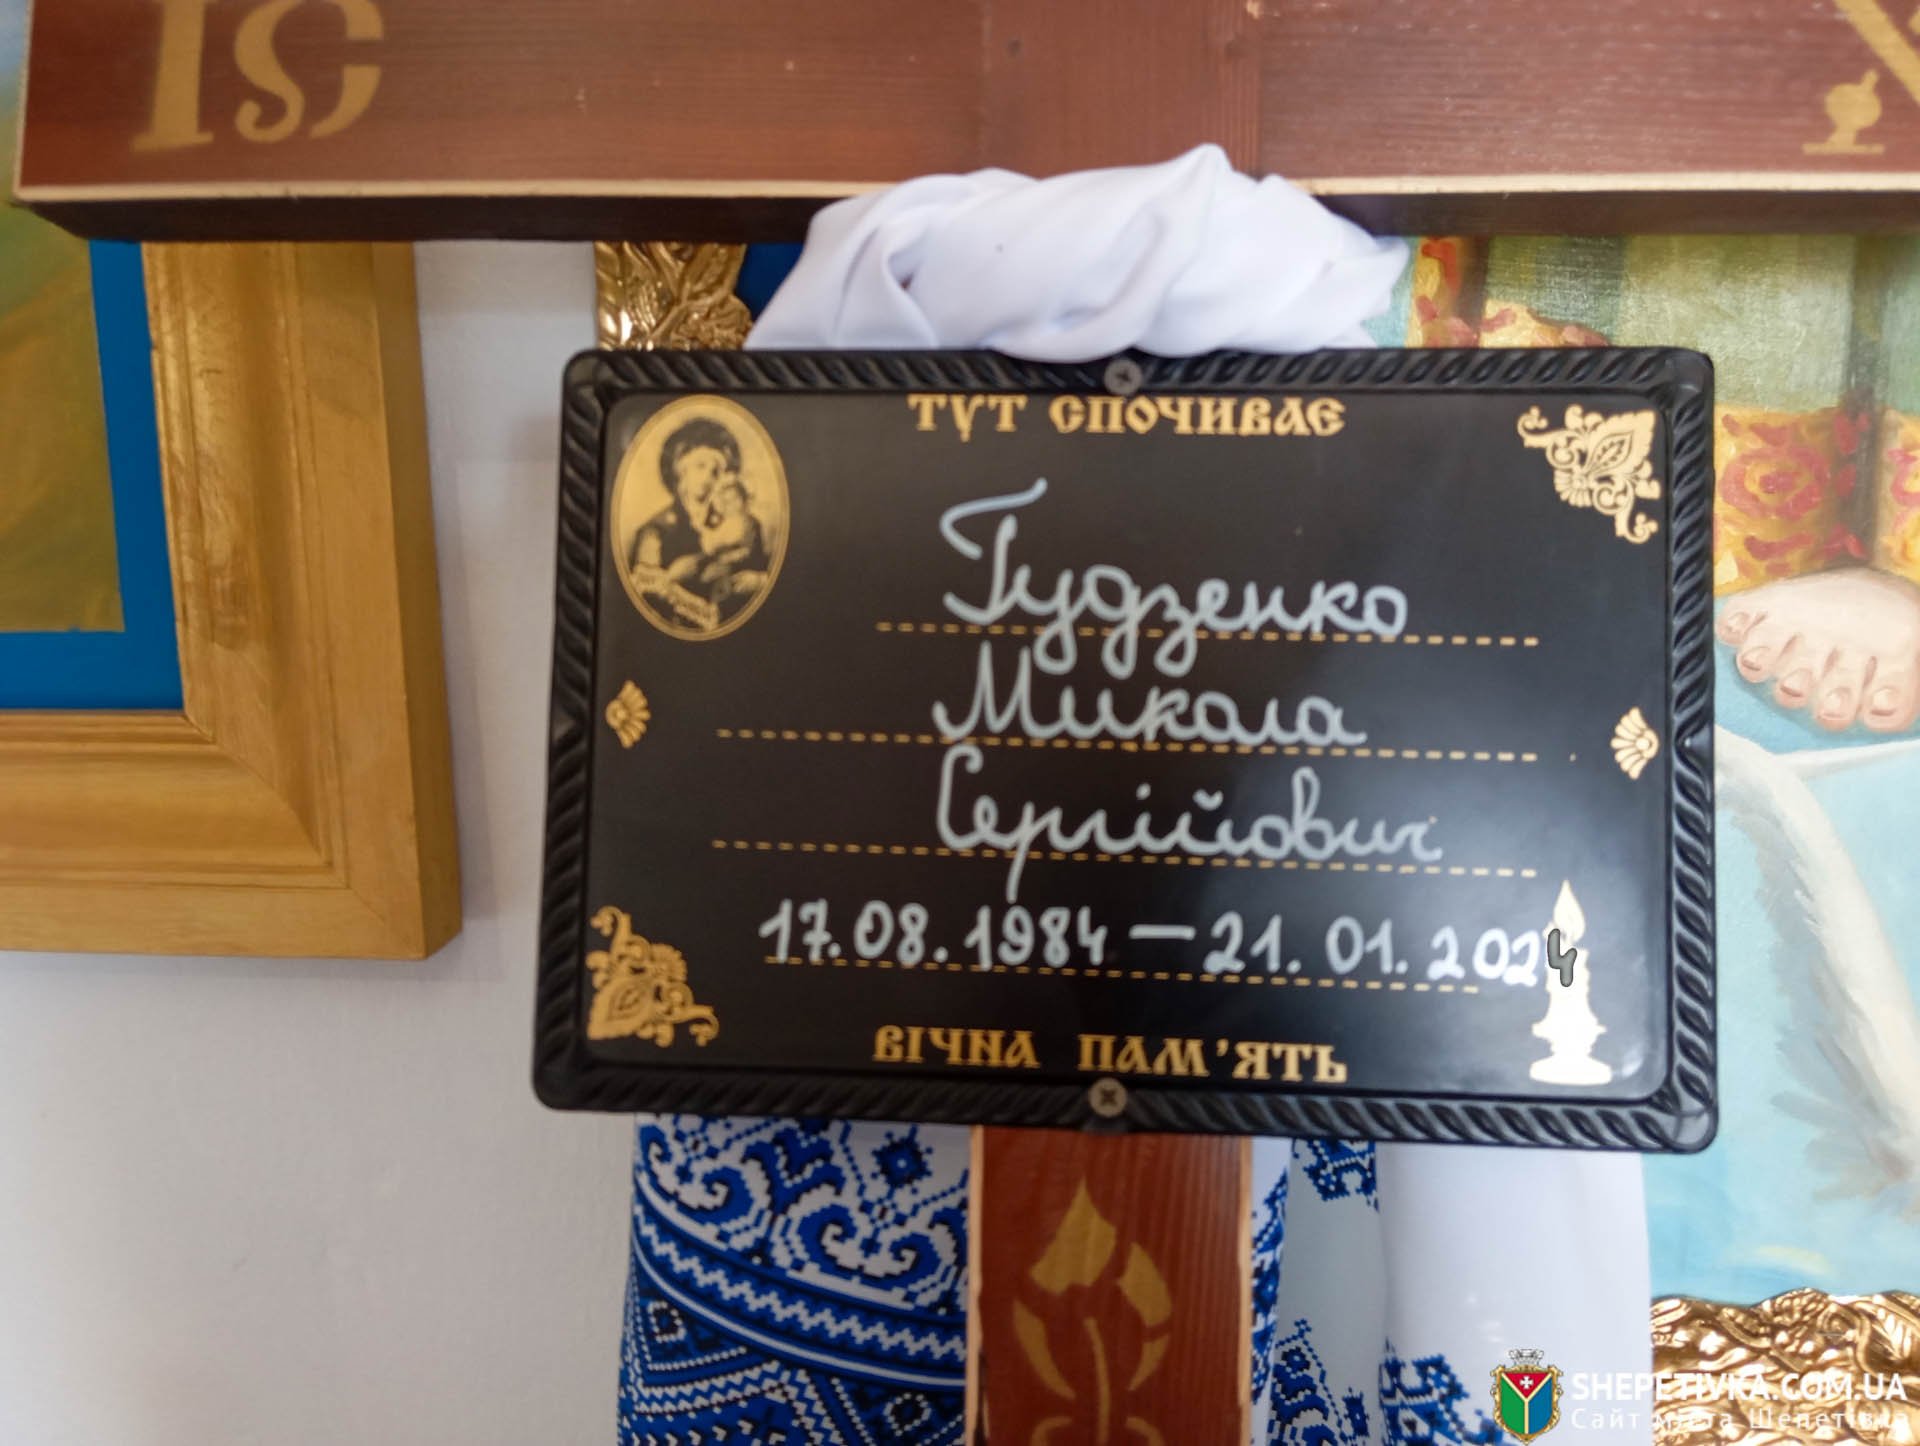 ІС
ТУТ СПОЧИВАЄ
Гудзенко
Микола
Сергійович
17.08.1984 — 21.01.2024
ВІЧНА ПАМ'ЯТЬ
SHEPETIVKA.COM.UA
Сайт міста Шепетівка